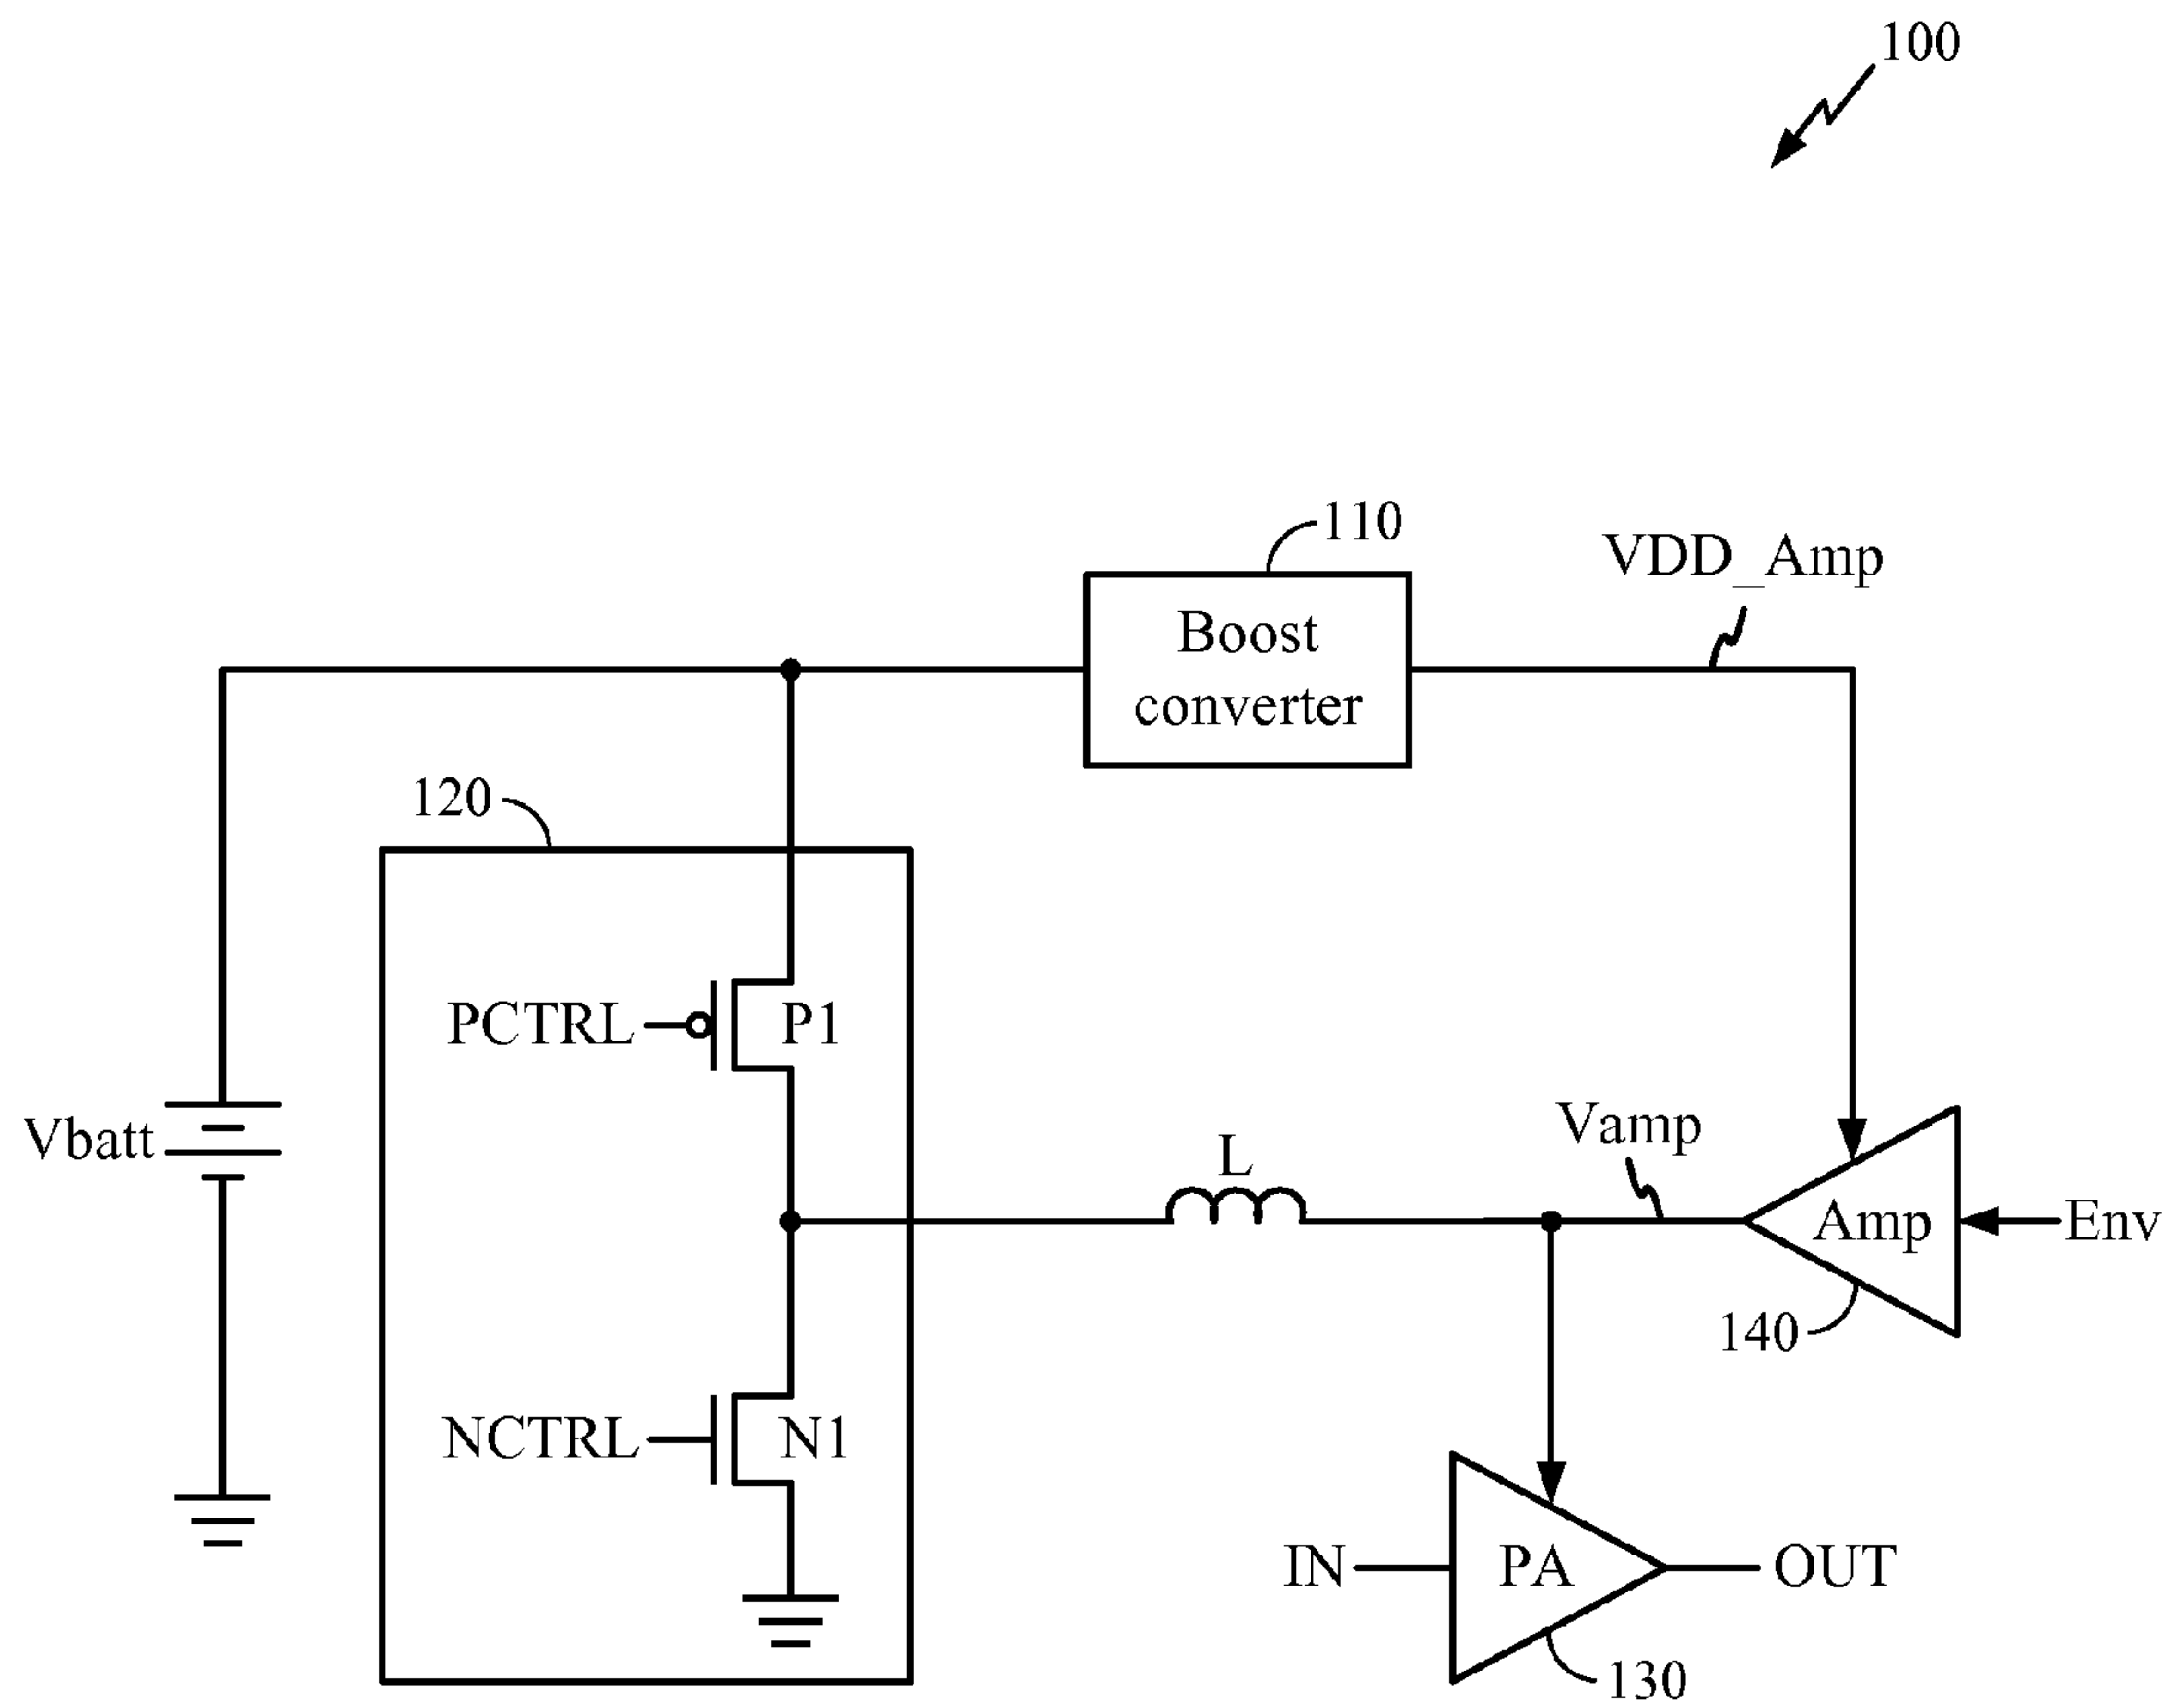 100
110
VDD_Amp
Boost
converter
120
PCTRL
P1
Vbatt
L
Vamp
Amp
Env
140
NCTRL
N1
IN
PA
OUT
130